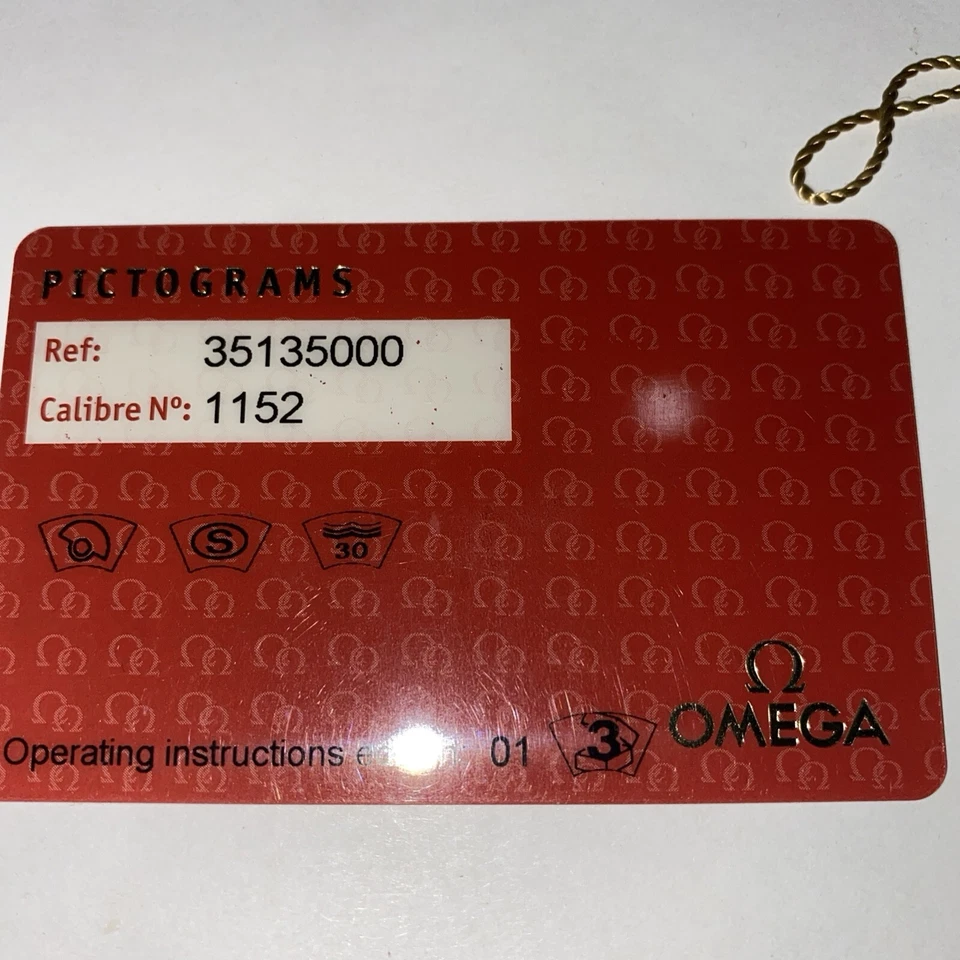 PICTOGRAMS
Ref: 35135000
Calibre Nº: 1152
S
30
Operating instructions 01
3
Ω
OMEGA